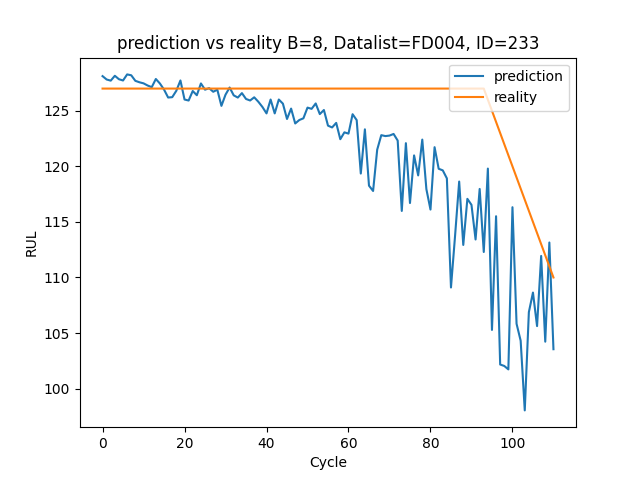 prediction vs reality B=8, Datalist=FD004, ID=233
prediction
reality
RUL
125
120
115
110
105
100
0 20 40 60 80 100
Cycle